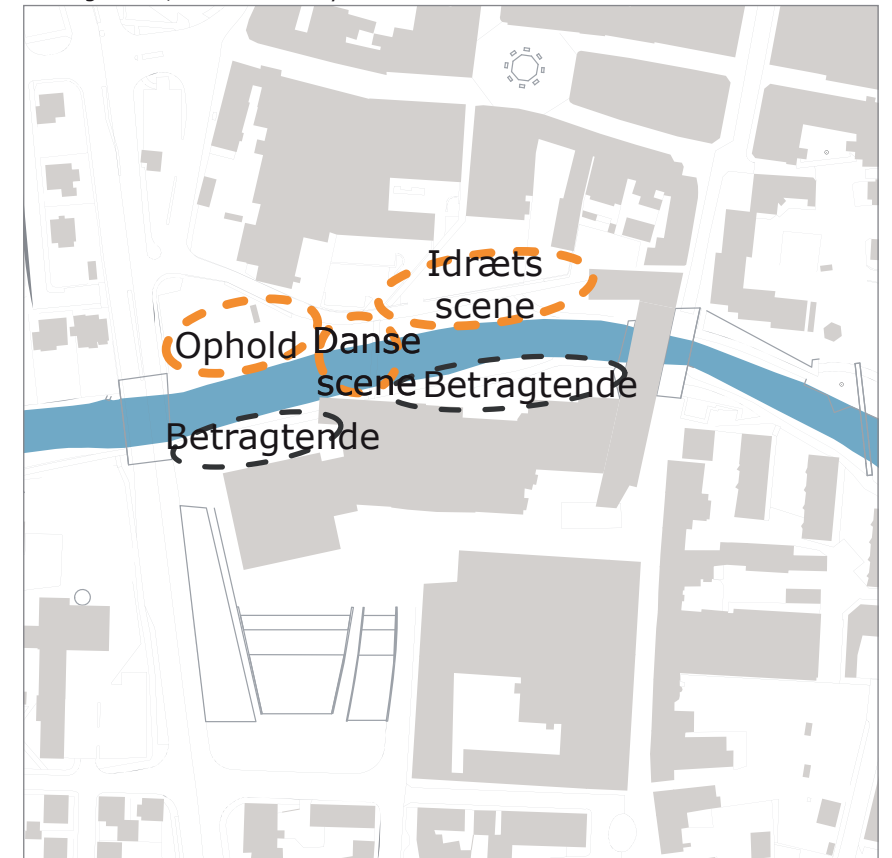 Idræts
scene
Ophold
Danse
scene
Betragtende
Betragtende